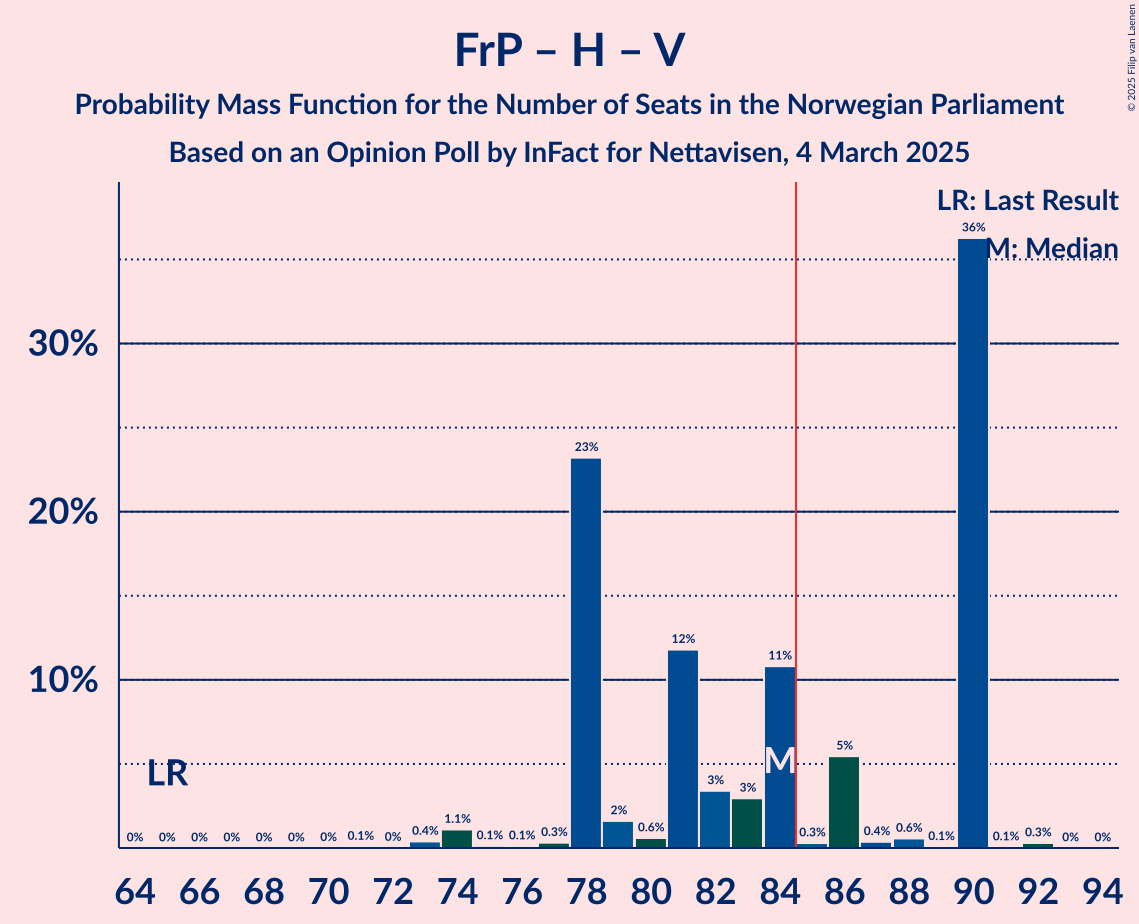 FrP – H – V
Probability Mass Function for the Number of Seats in the Norwegian Parliament
Based on an Opinion Poll by InFact for Nettavisen, 4 March 2025
© 2025 Filip van Laenen
LR: Last Result
M: Median
30%
20%
10%
LR
M
0% 0% 0% 0% 0% 0% 0% 0.1% 0% 0.4% 1.1% 0.1% 0.1% 0.3% 23% 2% 0.6% 12% 3% 3% 11% 0.3% 5% 0.4% 0.6% 0.1% 36% 0.1% 0.3% 0% 0%
64 66 68 70 72 74 76 78 80 82 84 86 88 90 92 94